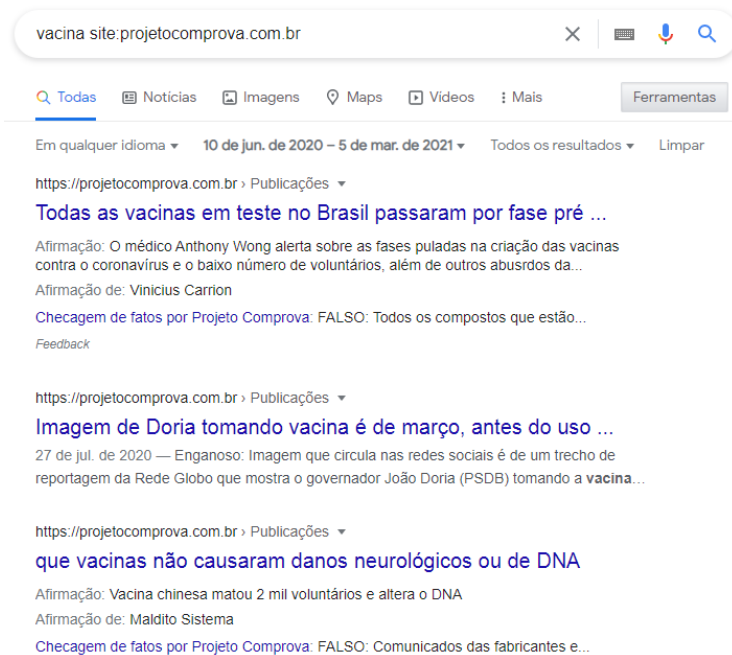 vacina site:projetocomprova.com.br
Todas Notícias Imagens Maps Vídeos Mais Ferramentas
Em qualquer idioma 10 de jun. de 2020 – 5 de mar. de 2021 Todos os resultados Limpar
https://projetocomprova.com.br › Publicações
Todas as vacinas em teste no Brasil passaram por fase pré ...
Afirmação: O médico Anthony Wong alerta sobre as fases puladas na criação das vacinas
contra o coronavírus e o baixo número de voluntários, além de outros abusrdos da...
Afirmação de: Vinicius Carrion
Checagem de fatos por Projeto Comprova: FALSO: Todos os compostos que estão...
Feedback
https://projetocomprova.com.br › Publicações
Imagem de Doria tomando vacina é de março, antes do uso ...
27 de jul. de 2020 — Enganoso: Imagem que circula nas redes sociais é de um trecho de
reportagem da Rede Globo que mostra o governador João Doria (PSDB) tomando a vacina...
https://projetocomprova.com.br › Publicações
que vacinas não causaram danos neurológicos ou de DNA
Afirmação: Vacina chinesa matou 2 mil voluntários e altera o DNA
Afirmação de: Maldito Sistema
Checagem de fatos por Projeto Comprova: FALSO: Comunicados das fabricantes e...